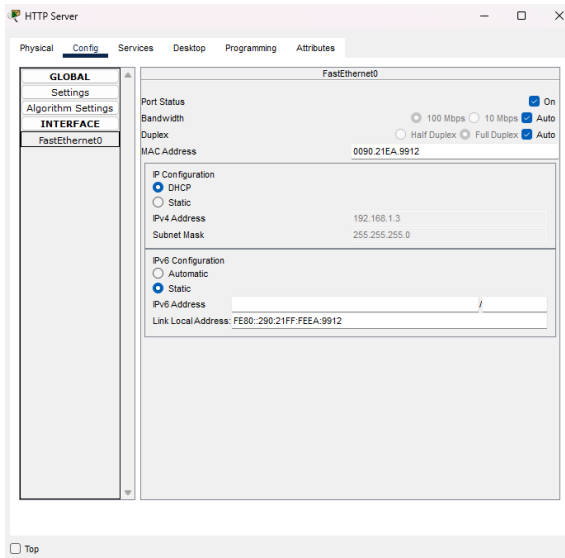 HTTP Server
Physical Config Services Desktop Programming Attributes
GLOBAL
Settings
Algorithm Settings
INTERFACE
FastEthernet0
FastEthernet0
Port Status On
Bandwidth 100 Mbps 10 Mbps Auto
Duplex Half Duplex Full Duplex Auto
MAC Address 0090.21EA.9912
IP Configuration
DHCP
Static
IPv4 Address 192.168.1.3
Subnet Mask 255.255.255.0
IPv6 Configuration
Automatic
Static
IPv6 Address /
Link Local Address: FE80::290:21FF:FEEA:9912
Top